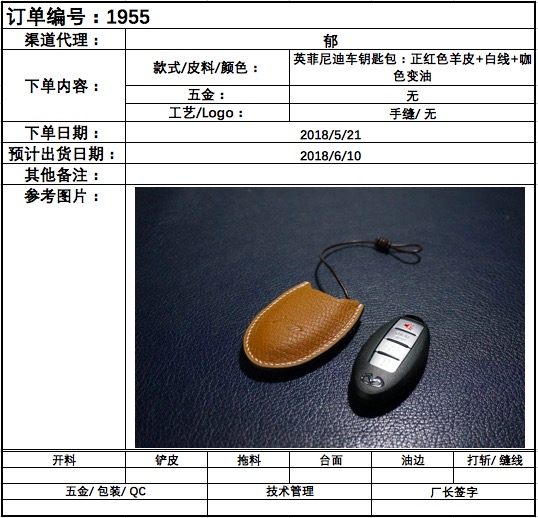 订单编号：1955
渠道代理：
郁
下单内容：
款式/皮料/颜色：
英菲尼迪车钥匙包：正红色羊皮+白线+咖
色变油
五金：
无
工艺/Logo：
手缝/ 无
下单日期：
2018/5/21
预计出货日期：
2018/6/10
其他备注：
参考图片：
开料
铲皮
拖料
台面
油边
打斩/ 缝线
五金/ 包装/ QC
技术管理
厂长签字